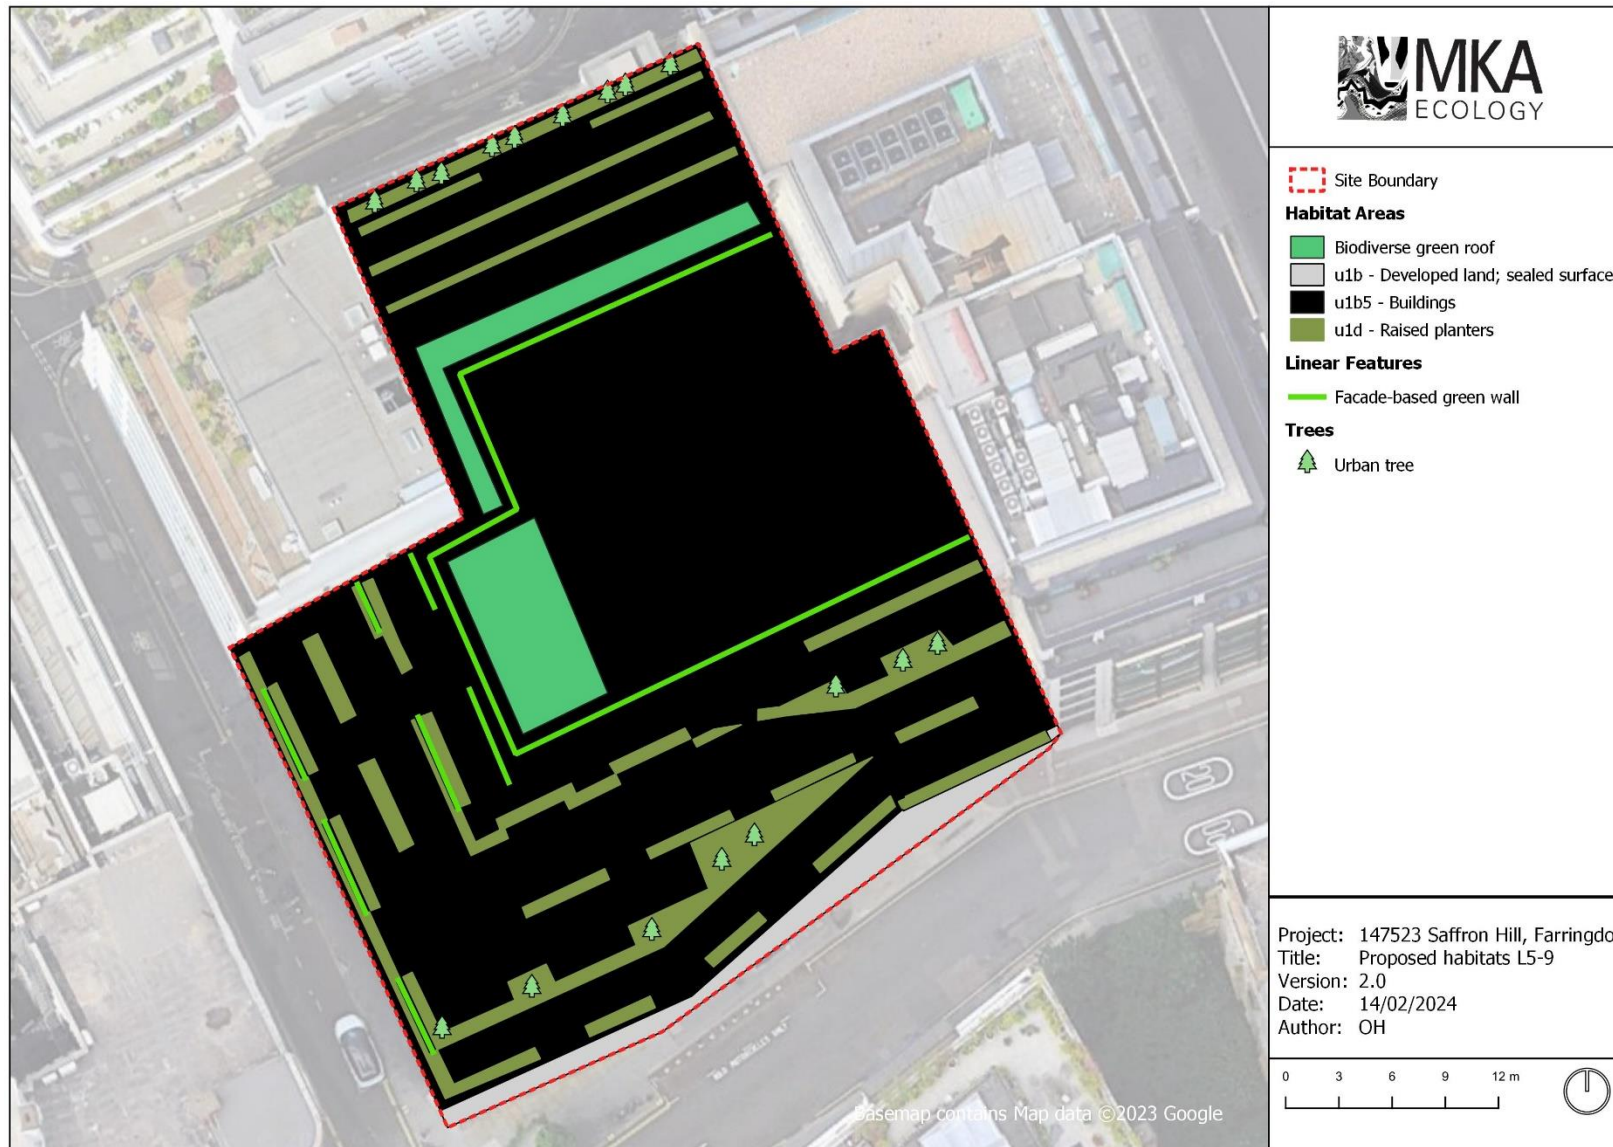 MKA
ECOLOGY
Site Boundary
Habitat Areas
Biodiverse green roof
u1b - Developed land; sealed surface
u1b5 - Buildings
u1d - Raised planters
Linear Features
Facade-based green wall
Trees
Urban tree
Project: 147523 Saffron Hill, Farringdo
Title: Proposed habitats L5-9
Version: 2.0
Date: 14/02/2024
Author: OH
0 3 6 9 12 m
Basemap contains Map data ©2023 Google